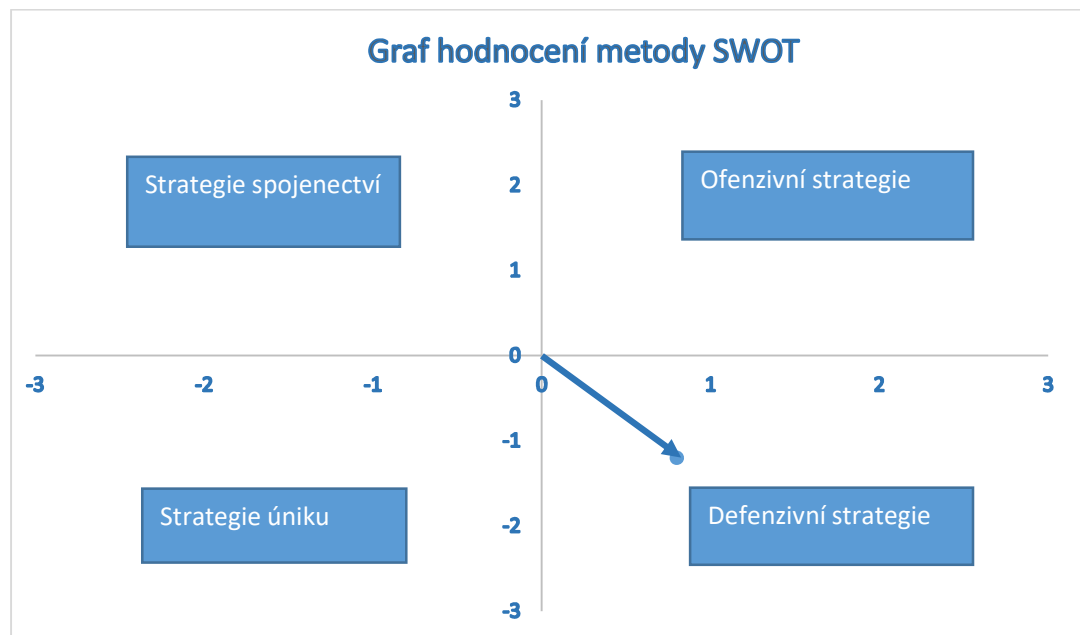 Graf hodnocení metody SWOT
3
Strategie spojenectví
2
Ofenzivní strategie
1
0
-3
-2
-1
0
1
2
3
-1
Strategie úniku
-2
Defenzivní strategie
-3